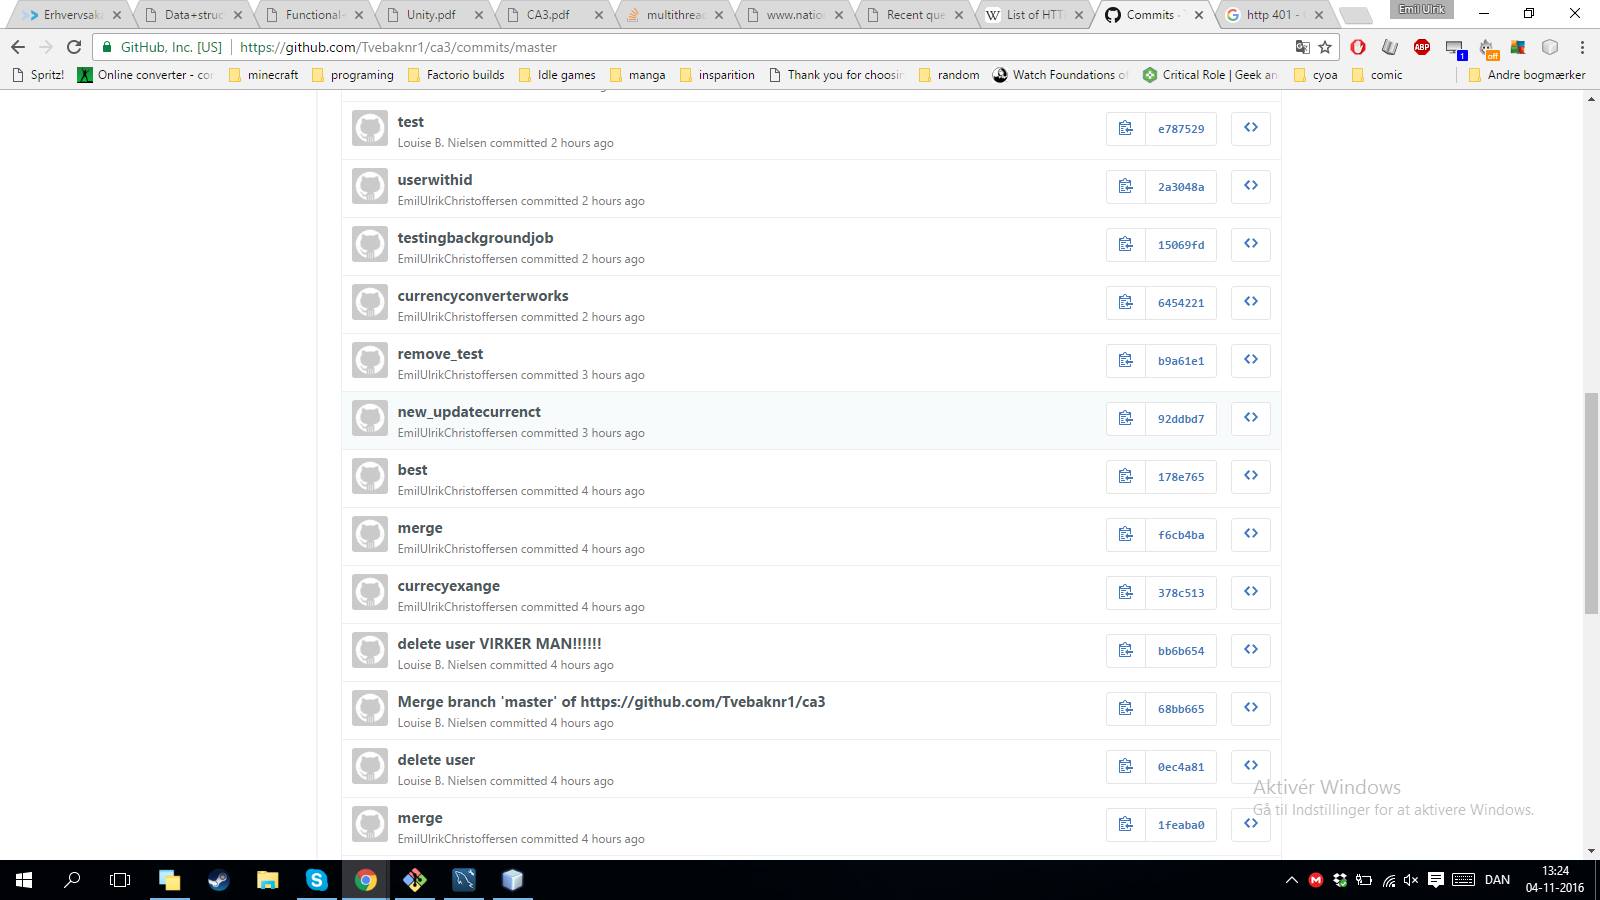 Erhvervsaka
Data+struc
Functional-
Unity.pdf
CA3.pdf
multithrea
www.natio
Recent que
List of HTT
Commits ·
http 401 -
Emil Ulrik
GitHub, Inc. [US]
https://github.com/Tvebaknr1/ca3/commits/master
ABP
1
off
Spritz!
Online converter - co
minecraft
programing
Factorio builds
Idle games
manga
insparition
Thank you for choosin
random
Watch Foundations of
Critical Role | Geek an
cyoa
comic
Andre bogmærker
test
Louise B. Nielsen committed 2 hours ago
e787529
userwithid
EmilUlrikChristoffersen committed 2 hours ago
2a3048a
testingbackgroundjob
EmilUlrikChristoffersen committed 2 hours ago
15069fd
currencyconverterworks
EmilUlrikChristoffersen committed 2 hours ago
6454221
remove_test
EmilUlrikChristoffersen committed 3 hours ago
b9a61e1
new_updatecurrenct
EmilUlrikChristoffersen committed 3 hours ago
92ddbd7
best
EmilUlrikChristoffersen committed 4 hours ago
178e765
merge
EmilUlrikChristoffersen committed 4 hours ago
f6cb4ba
currecyexange
EmilUlrikChristoffersen committed 4 hours ago
378c513
delete user VIRKER MAN!!!!!!
Louise B. Nielsen committed 4 hours ago
bb6b654
Merge branch 'master' of https://github.com/Tvebaknr1/ca3
Louise B. Nielsen committed 4 hours ago
68bb665
delete user
Louise B. Nielsen committed 4 hours ago
0ec4a81
merge
EmilUlrikChristoffersen committed 4 hours ago
1feaba0
Aktivér Windows
Gå til Indstillinger for at aktivere Windows.
DAN
13:24
04-11-2016